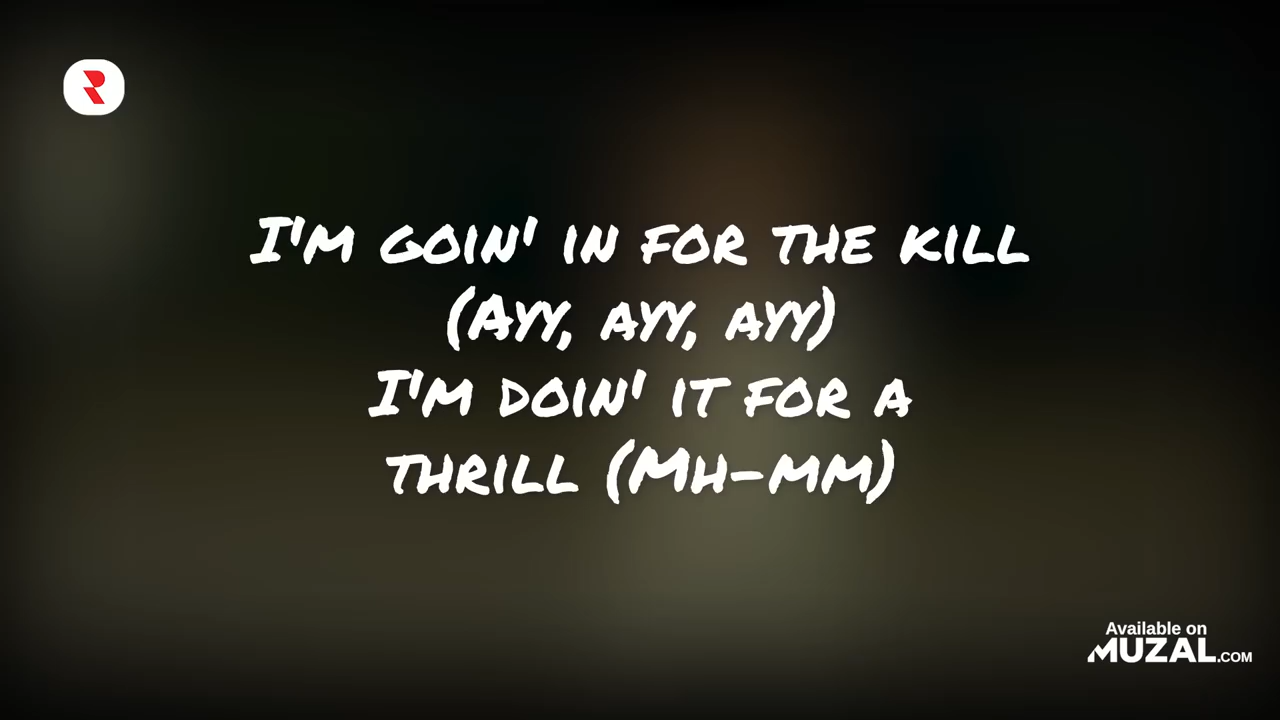 I'm goin' in for the kill
(Ayy, ayy, ayy)
I'm doin' it for a
thrill (Mh-mm)
Available on
MUZAL.COM